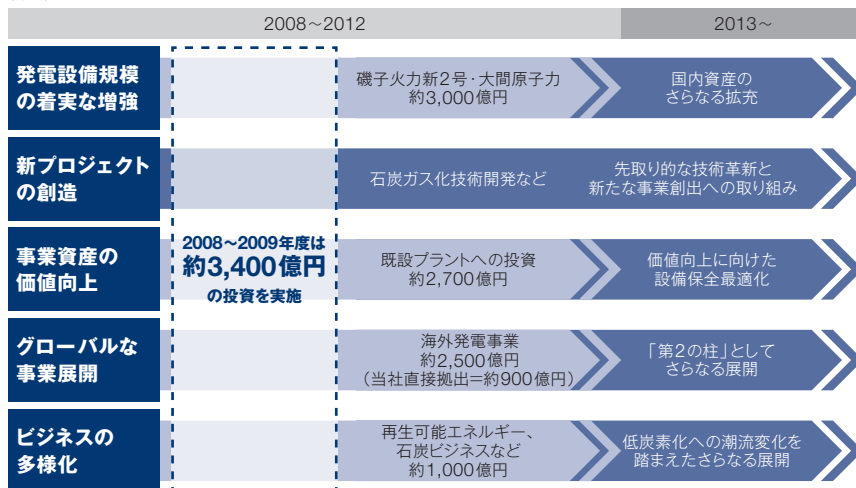 2008～2012
2013～
発電設備規模
の着実な増強
磯子火力新2号・大間原子力
約3,000億円
国内資産の
さらなる拡充
新プロジェクト
の創造
石炭ガス化技術開発など
先取り的な技術革新と
新たな事業創出への取り組み
事業資産の
価値向上
2008～2009年度は
約3,400億円
の投資を実施
既設プラントへの投資
約2,700億円
価値向上に向けた
設備保全最適化
グローバルな
事業展開
海外発電事業
約2,500億円
（当社直接拠出＝約900億円）
「第2の柱」として
さらなる展開
ビジネスの
多様化
再生可能エネルギー、
石炭ビジネスなど
約1,000億円
低炭素化への潮流変化を
踏まえたさらなる展開